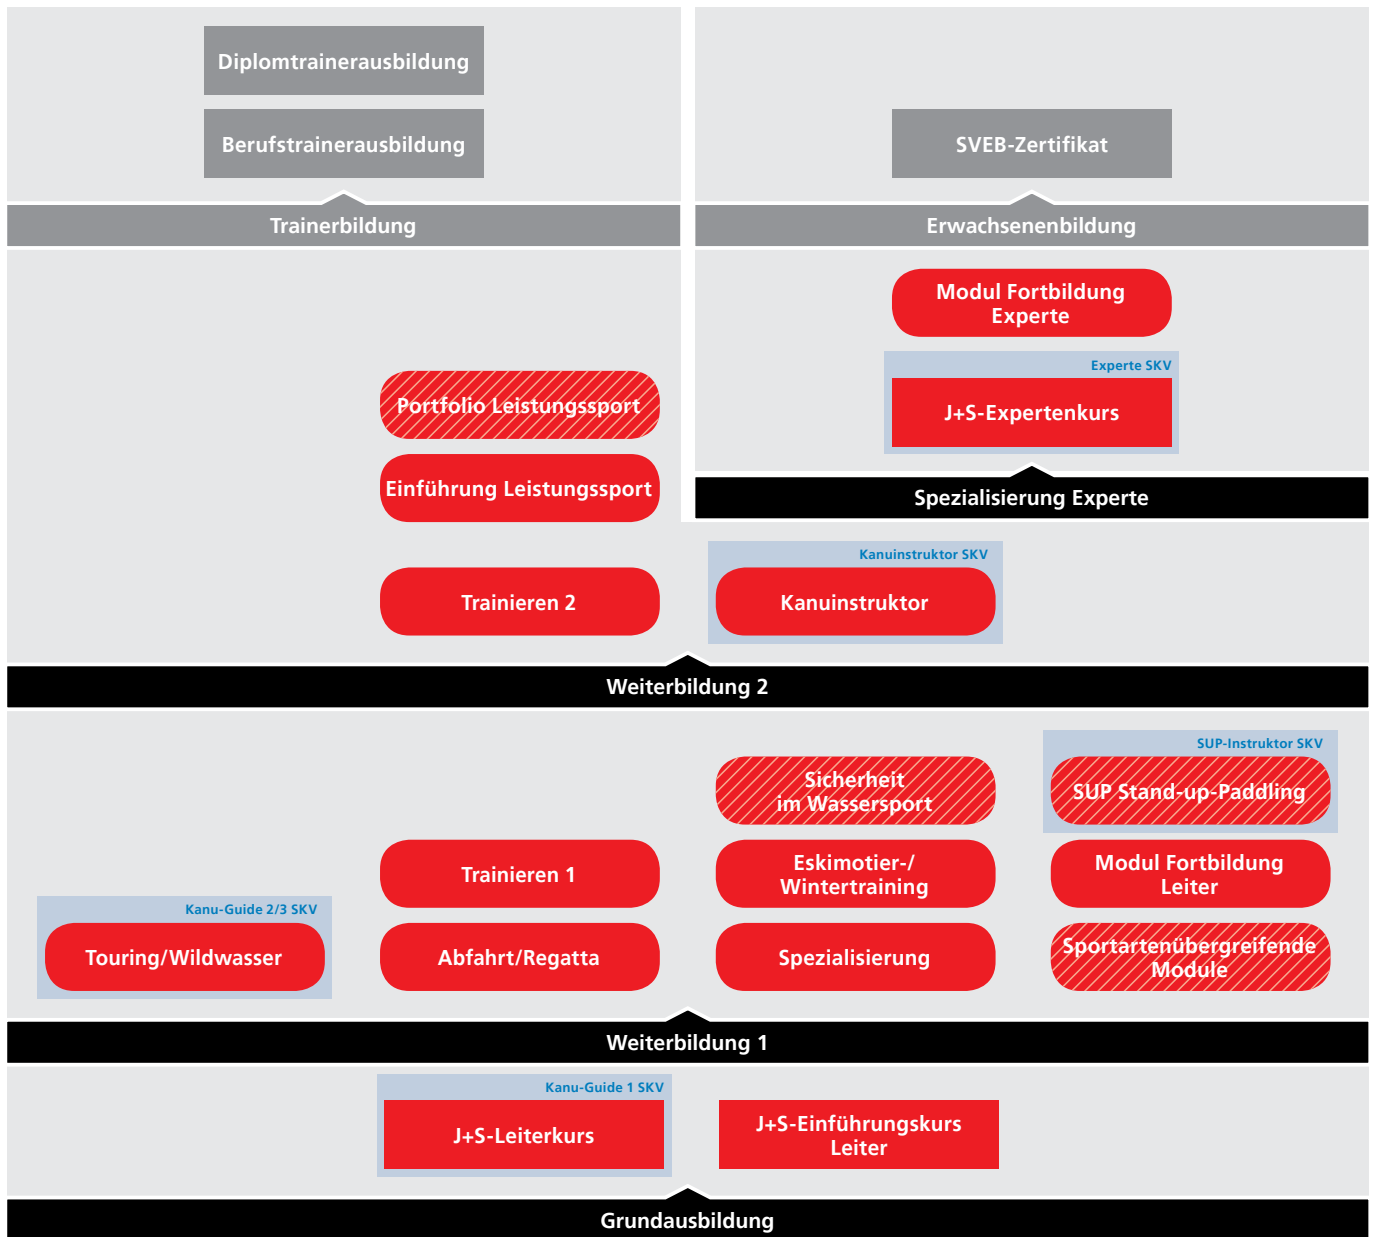 Diplomtrainerausbildung
Berufstrainerausbildung
SVEB-Zertifikat
Trainerbildung
Erwachsenenbildung
Modul Fortbildung
Experte
Experte SKV
J+S-Expertenkurs
Spezialisierung Experte
Portfolio Leistungssport
Einführung Leistungssport
Trainieren 2
Kanuinstruktor SKV
Kanuinstruktor
Weiterbildung 2
Sicherheit
im Wassersport
SUP-Instruktor SKV
SUP Stand-up-Paddling
Trainieren 1
Eskimotier-/
Wintertraining
Modul Fortbildung
Leiter
Kanu-Guide 2/3 SKV
Touring/Wildwasser
Abfahrt/Regatta
Spezialisierung
Sportartenübergreifende
Module
Weiterbildung 1
Kanu-Guide 1 SKV
J+S-Leiterkurs
J+S-Einführungskurs
Leiter
Grundausbildung